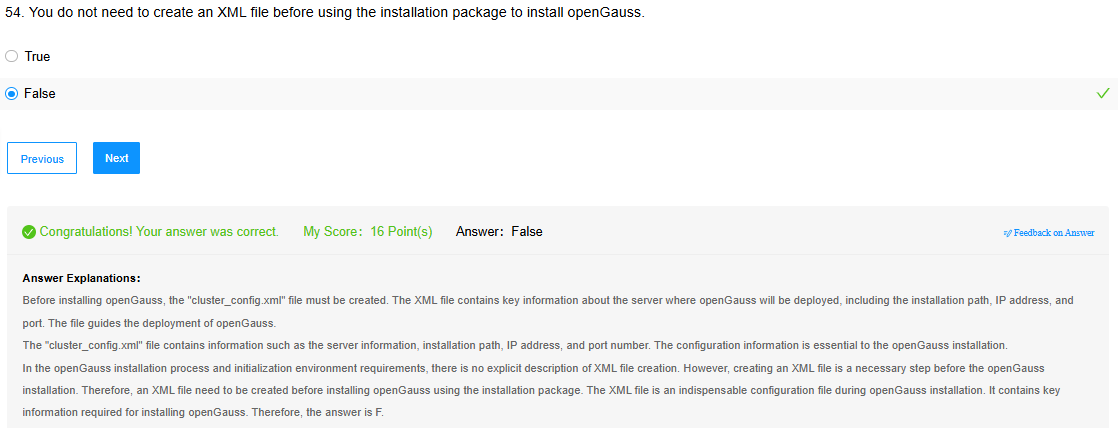 54. You do not need to create an XML file before using the installation package to install openGauss.
True
False
Previous
Next
Congratulations! Your answer was correct. My Score: 16 Point(s) Answer: False Feedback on Answer
Answer Explanations:
Before installing openGauss, the "cluster_config.xml" file must be created. The XML file contains key information about the server where openGauss will be deployed, including the installation path, IP address, and
port. The file guides the deployment of openGauss.
The "cluster_config.xml" file contains information such as the server information, installation path, IP address, and port number. The configuration information is essential to the openGauss installation.
In the openGauss installation process and initialization environment requirements, there is no explicit description of XML file creation. However, creating an XML file is a necessary step before the openGauss
installation. Therefore, an XML file need to be created before installing openGauss using the installation package. The XML file is an indispensable configuration file during openGauss installation. It contains key
information required for installing openGauss. Therefore, the answer is F.